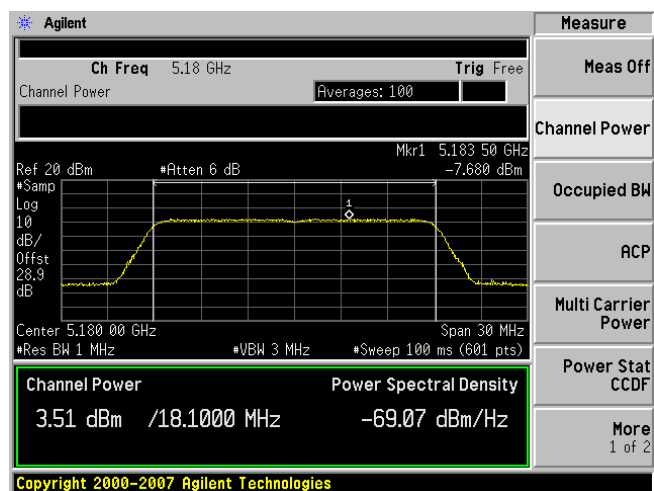 Agilent
Measure
Ch Freq 5.18 GHz Trig Free
Channel Power Averages: 100
Mkr1 5.183 50 GHz
Ref 20 dBm #Atten 6 dB -7.680 dBm
#Samp
Log
10
dB/
Offst
28.9
dB
1
Center 5.180 00 GHz Span 30 MHz
#Res BW 1 MHz #VBW 3 MHz #Sweep 100 ms (601 pts)
Channel Power Power Spectral Density
3.51 dBm /18.1000 MHz -69.07 dBm/Hz
Copyright 2000-2007 Agilent Technologies
Meas Off
Channel Power
Occupied BW
ACP
Multi Carrier
Power
Power Stat
CCDF
More
1 of 2